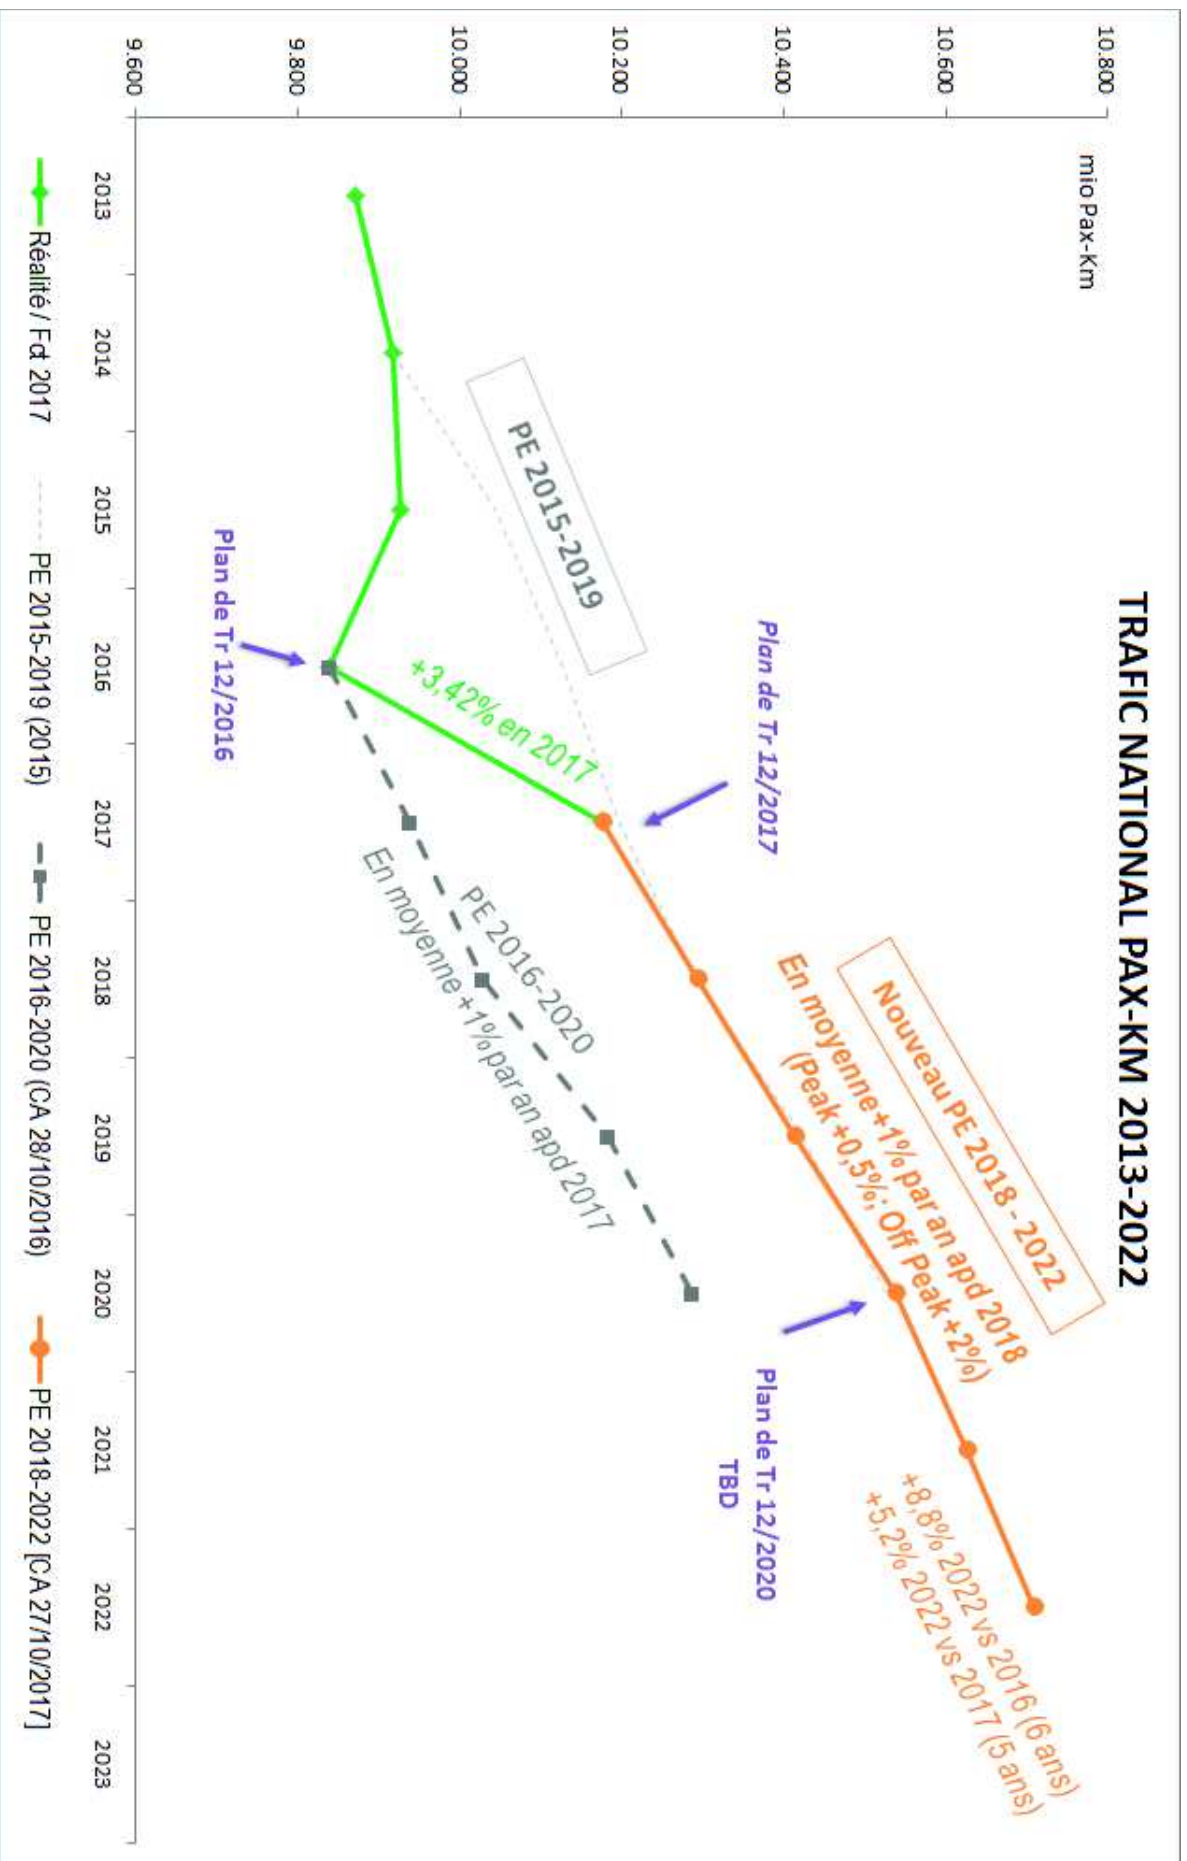 TRAFIC NATIONAL PAX-KM 2013-2022
mio Pax-Km
10.800
10.600
10.400
10.200
10.000
9.800
9.600
Nouveau PE 2018 - 2022
En moyenne +1% par an apd 2018
(Peak +0,5%; Off Peak +2%)
+8,8% 2022 vs 2016 (6 ans)
+5,2% 2022 vs 2017 (5 ans)
Plan de Tr 12/2017
Plan de Tr 12/2020
TBD
PE 2015-2019
+3,42% en 2017
PE 2016-2020
En moyenne +1% par an apd 2017
Plan de Tr 12/2016
2013 2014 2015 2016 2017 2018 2019 2020 2021 2022 2023
Réalité / Fct 2017 PE 2015-2019 (2015) PE 2016-2020 (CA 28/10/2016) PE 2018-2022 [CA 27/10/2017]